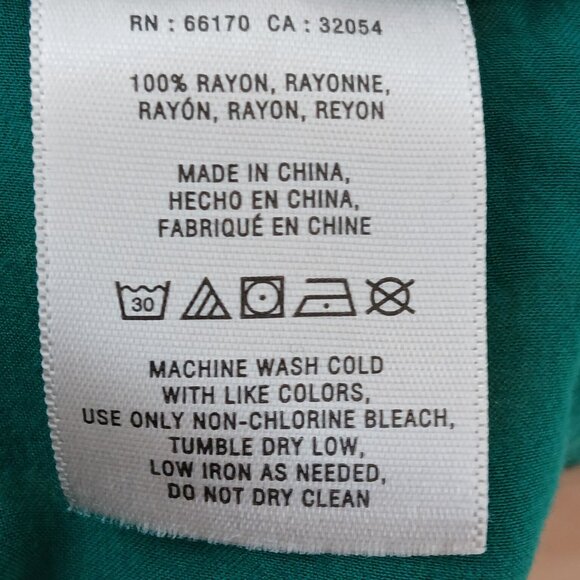 RN : 66170 CA : 32054
100% RAYON, RAYONNE,
RAYÓN, RAYON, REYON
MADE IN CHINA,
HECHO EN CHINA,
FABRIQUÉ EN CHINE
30
MACHINE WASH COLD
WITH LIKE COLORS,
USE ONLY NON-CHLORINE BLEACH,
TUMBLE DRY LOW,
LOW IRON AS NEEDED,
DO NOT DRY CLEAN